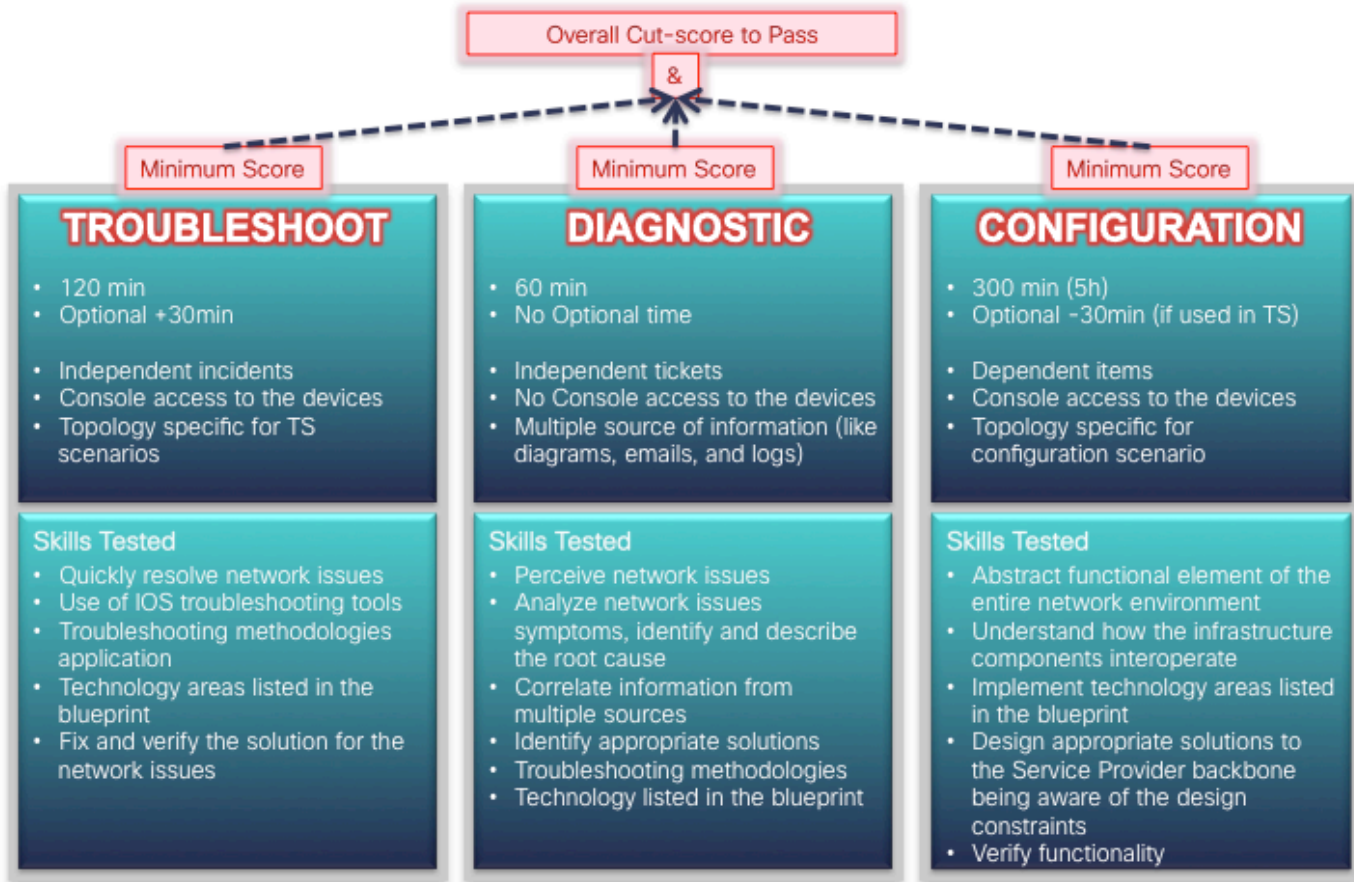 Overall Cut-score to Pass
&
Minimum Score
Minimum Score
Minimum Score
TROUBLESHOOT
• 120 min
• Optional +30min
• Independent incidents
• Console access to the devices
• Topology specific for TS
scenarios
Skills Tested
• Quickly resolve network issues
• Use of IOS troubleshooting tools
• Troubleshooting methodologies
application
• Technology areas listed in the
blueprint
• Fix and verify the solution for the
network issues
DIAGNOSTIC
• 60 min
• No Optional time
• Independent tickets
• No Console access to the devices
• Multiple source of information (like
diagrams, emails, and logs)
Skills Tested
• Perceive network issues
• Analyze network issues
symptoms, identify and describe
the root cause
• Correlate information from
multiple sources
• Identify appropriate solutions
• Troubleshooting methodologies
• Technology listed in the blueprint
CONFIGURATION
• 300 min (5h)
• Optional -30min (if used in TS)
• Dependent items
• Console access to the devices
• Topology specific for
configuration scenario
Skills Tested
• Abstract functional element of the
entire network environment
• Understand how the infrastructure
components interoperate
• Implement technology areas listed
in the blueprint
• Design appropriate solutions to
the Service Provider backbone
being aware of the design
constraints
• Verify functionality